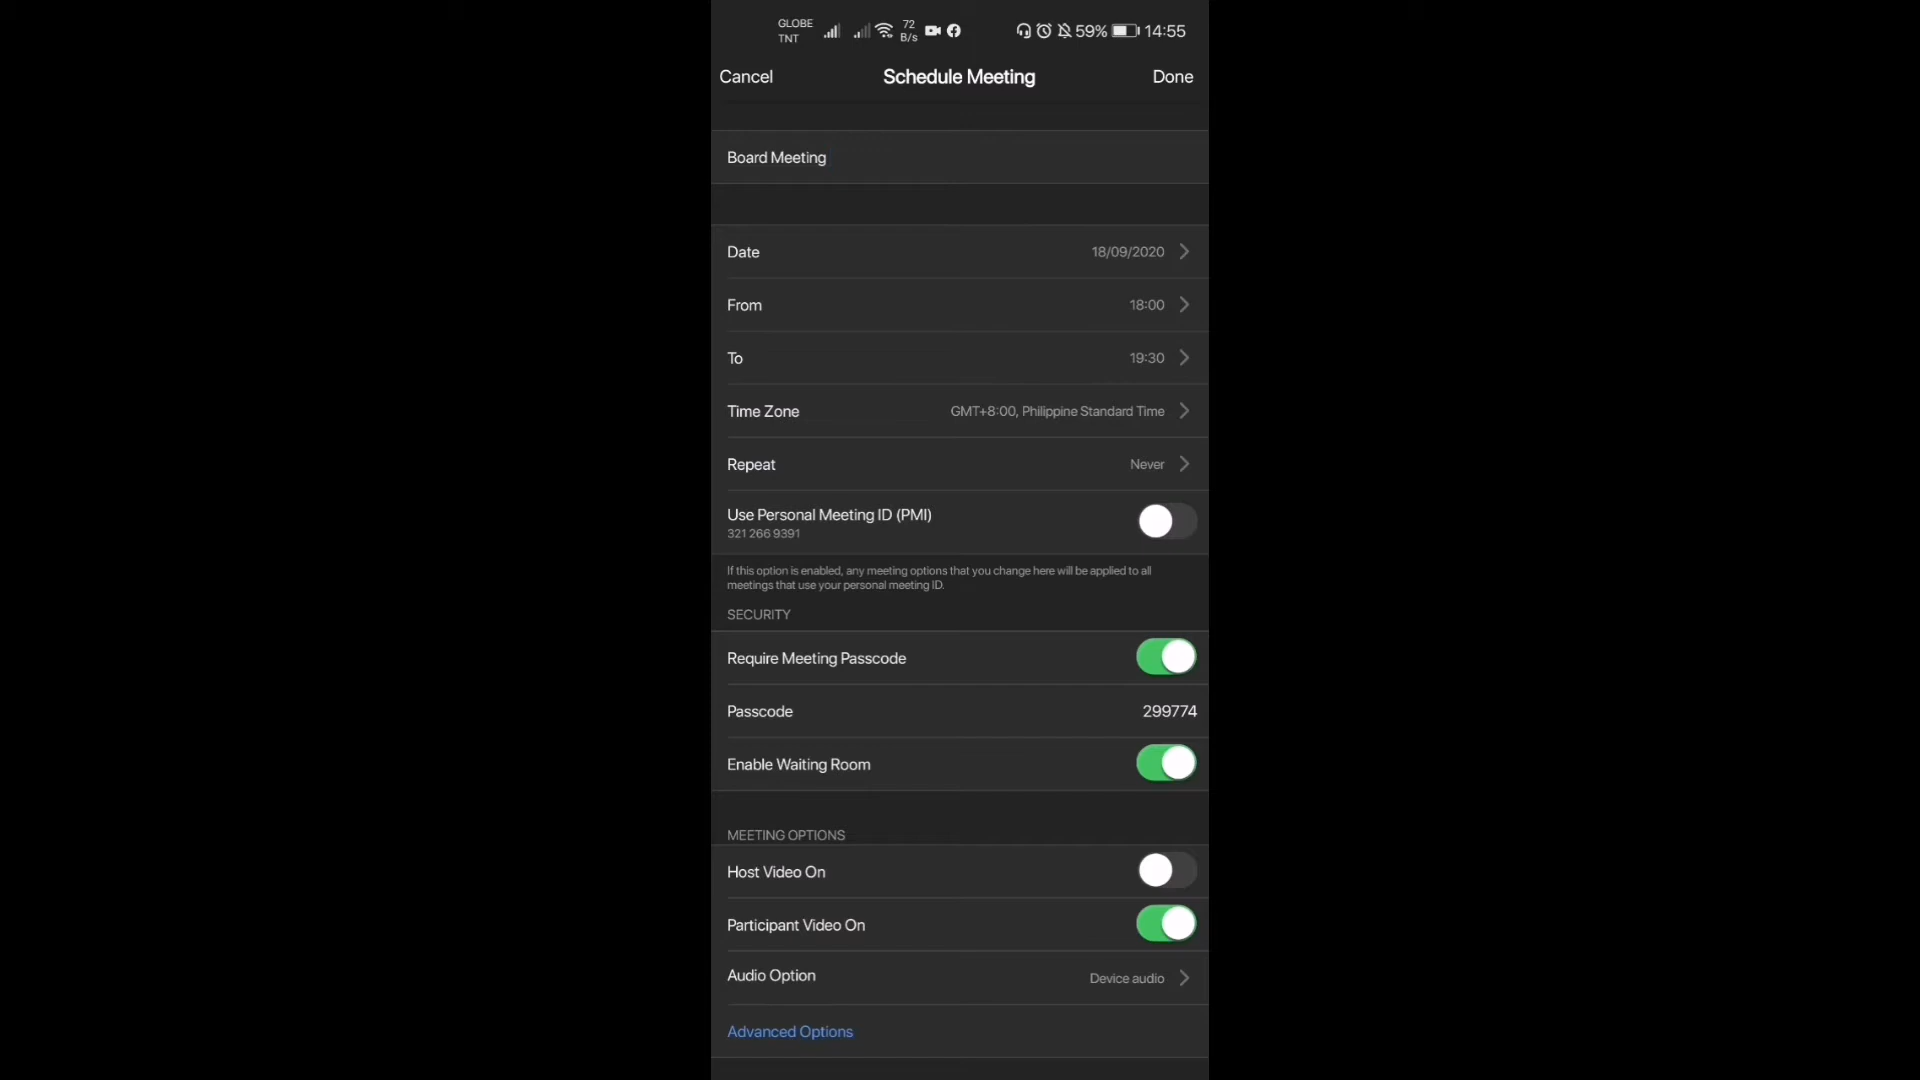 GLOBE
TNT
72
B/s
59%
14:55
Cancel
Schedule Meeting
Done
Board Meeting
Date
18/09/2020
From
18:00
To
19:30
Time Zone
GMT+8:00, Philippine Standard Time
Repeat
Never
Use Personal Meeting ID (PMI)
321 266 9391
If this option is enabled, any meeting options that you change here will be applied to all
meetings that use your personal meeting ID.
SECURITY
Require Meeting Passcode
Passcode
299774
Enable Waiting Room
MEETING OPTIONS
Host Video On
Participant Video On
Audio Option
Device audio
Advanced Options